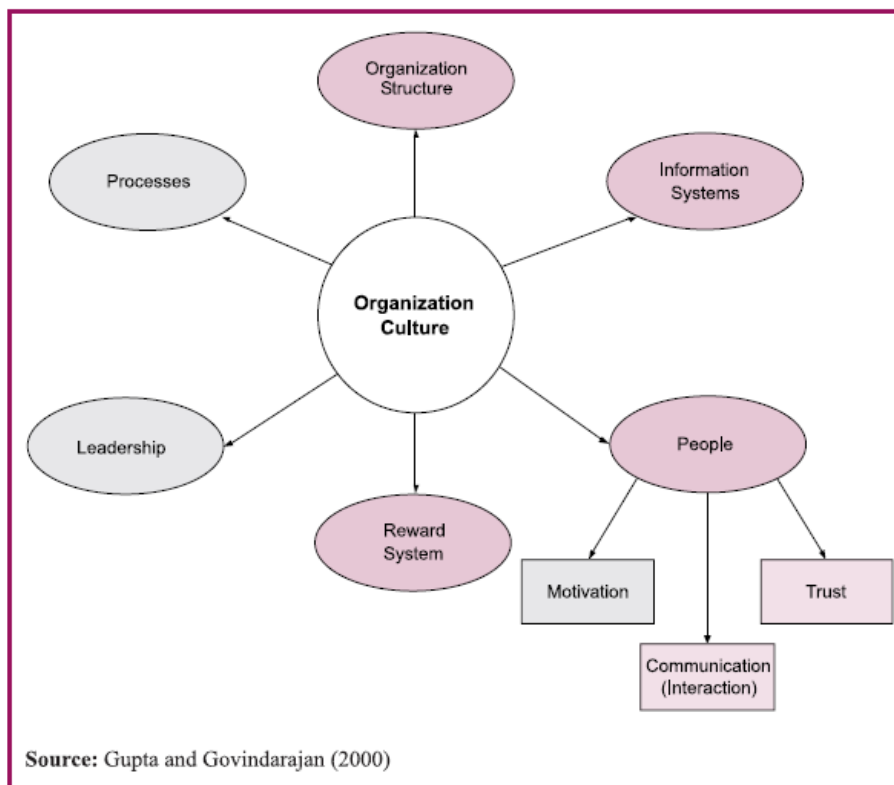 Organization
Structure
Processes
Information
Systems
Organization
Culture
Leadership
People
Reward
System
Motivation
Trust
Communication
(Interaction)
Source: Gupta and Govindarajan (2000)